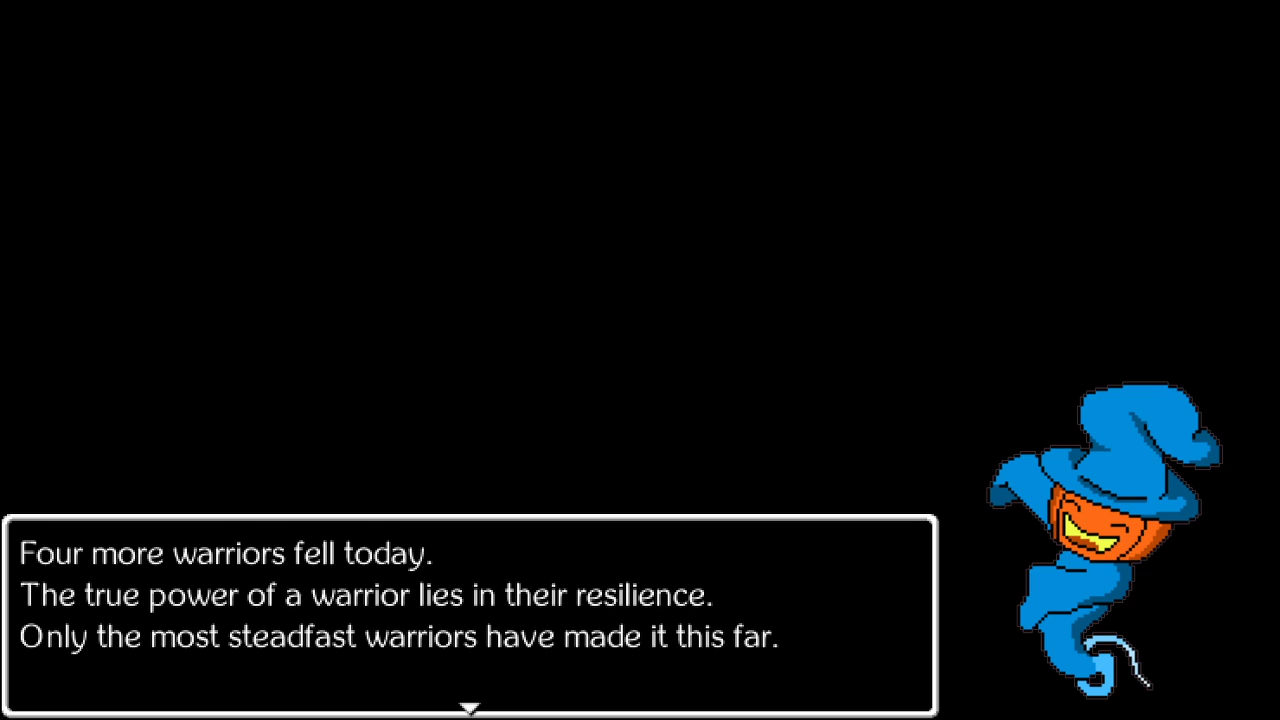 Four more warriors fell today.
The true power of a warrior lies in their resilience.
Only the most steadfast warriors have made it this far.